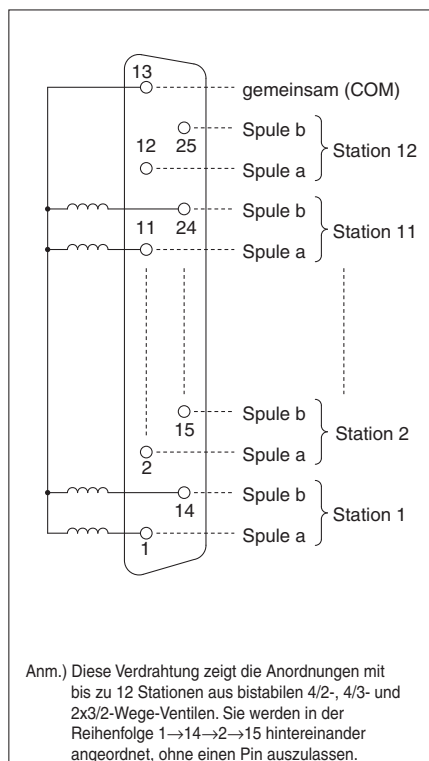 13
gemeinsam (COM)
Spule b
12 25
Station 12
Spule a
Spule b
11 24
Station 11
Spule a
Spule b
15
Station 2
Spule a
2
Spule b
14
Station 1
Spule a
1
Anm.) Diese Verdrahtung zeigt die Anordnungen mit
bis zu 12 Stationen aus bistabilen 4/2-, 4/3- und
2x3/2-Wege-Ventilen. Sie werden in der
Reihenfolge 1→14→2→15 hintereinander
angeordnet, ohne einen Pin auszulassen.